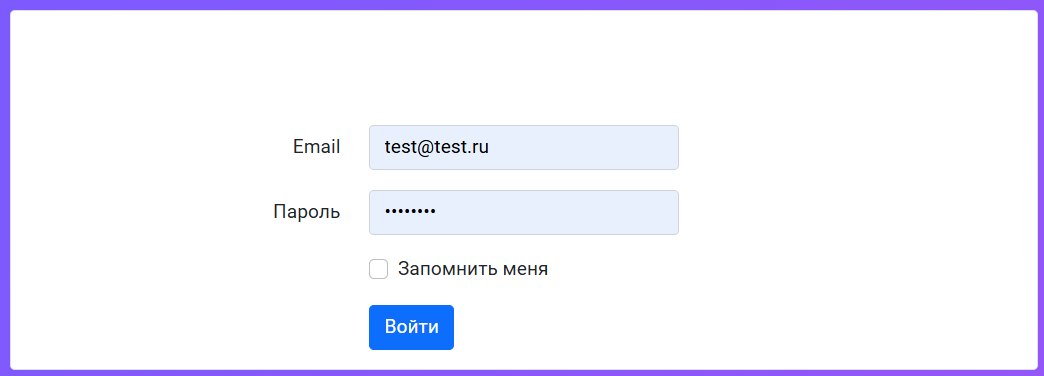 Email test@test.ru
Пароль ••••••••
Запомнить меня
Войти